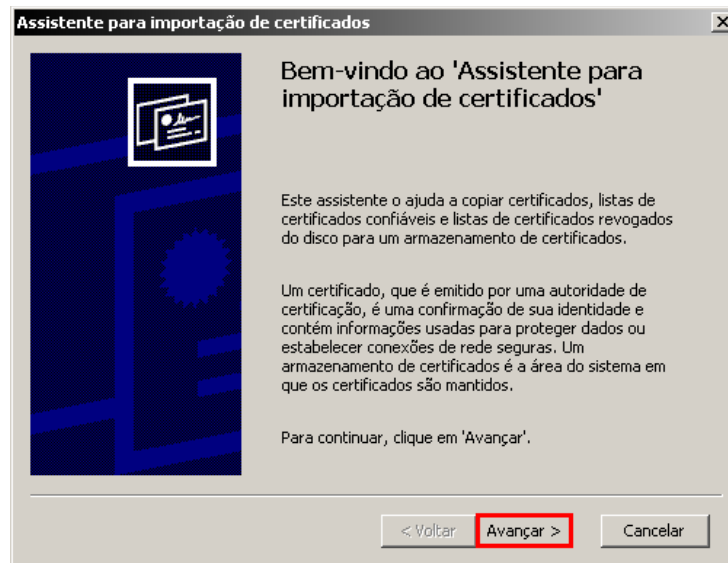 Assistente para importação de certificados
Bem-vindo ao 'Assistente para
importação de certificados'
Este assistente o ajuda a copiar certificados, listas de
certificados confiáveis e listas de certificados revogados
do disco para um armazenamento de certificados.
Um certificado, que é emitido por uma autoridade de
certificação, é uma confirmação de sua identidade e
contém informações usadas para proteger dados ou
estabelecer conexões de rede seguras. Um
armazenamento de certificados é a área do sistema em
que os certificados são mantidos.
Para continuar, clique em 'Avançar'.
< Voltar
Avançar >
Cancelar